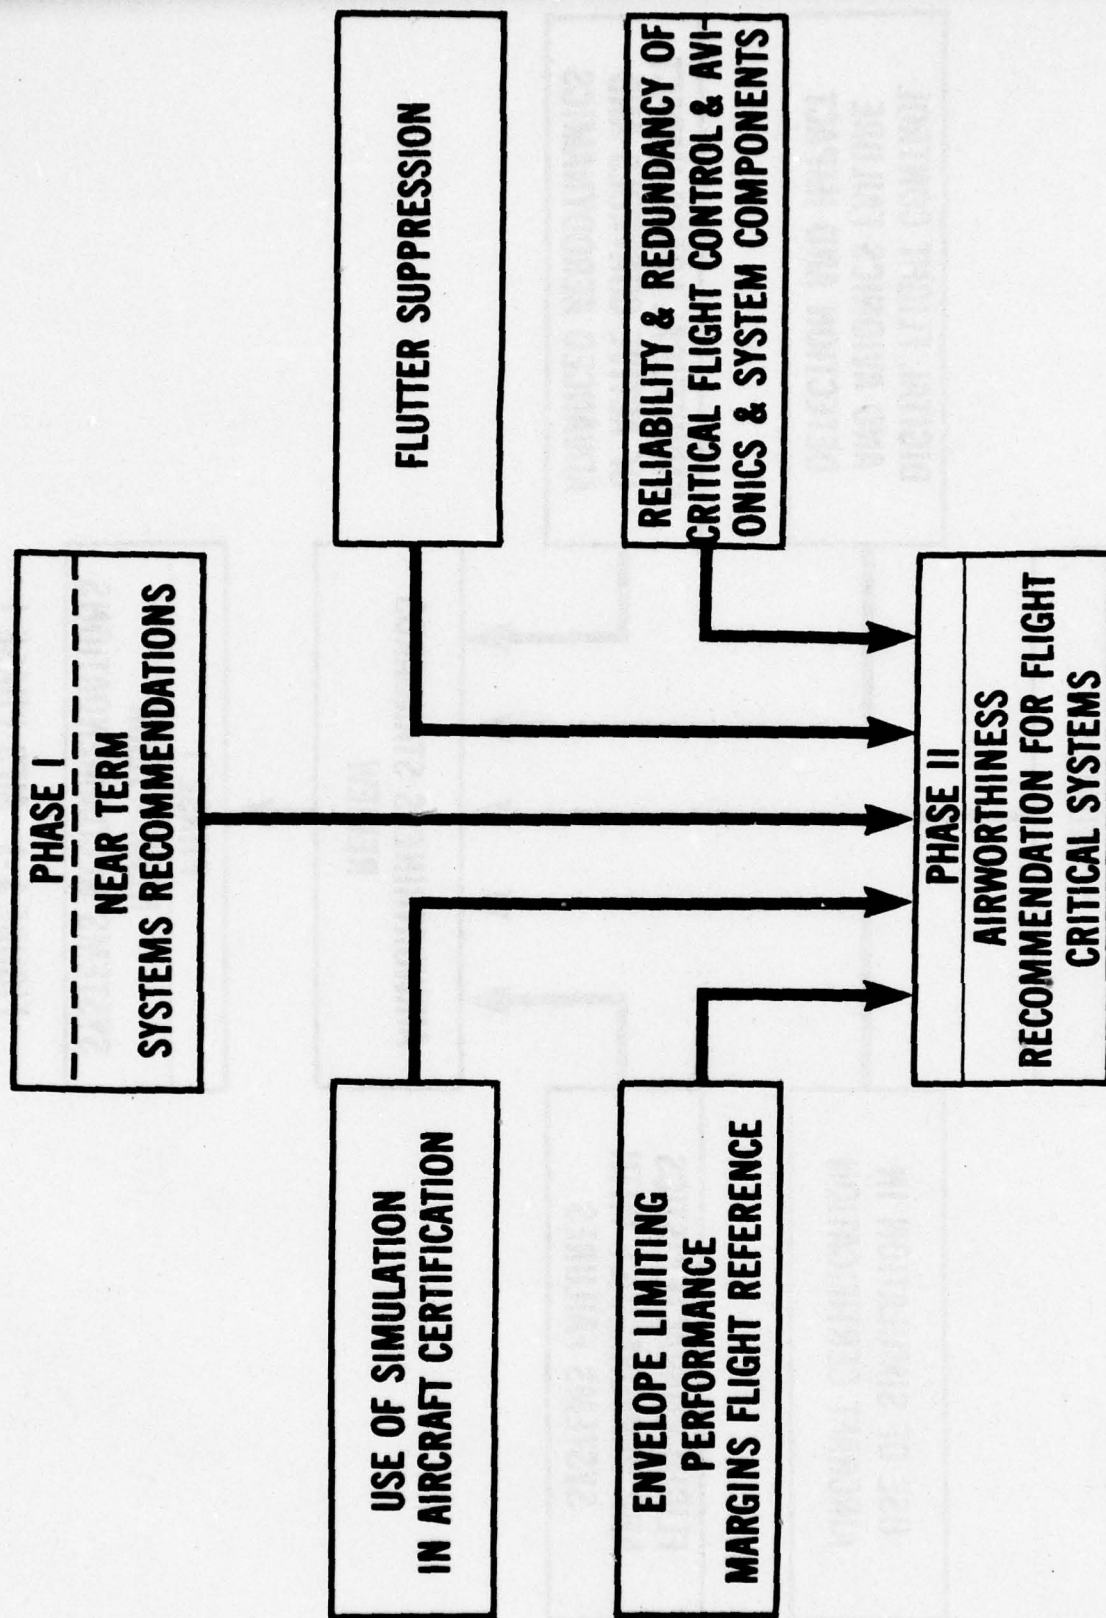 PHASE I
NEAR TERM
SYSTEMS RECOMMENDATIONS
USE OF SIMULATION
IN AIRCRAFT CERTIFICATION
FLUTTER SUPPRESSION
ENVELOPE LIMITING
PERFORMANCE
MARGINS FLIGHT REFERENCE
RELIABILITY & REDUNDANCY OF
CRITICAL FLIGHT CONTROL & AVI-
ONICS & SYSTEM COMPONENTS
PHASE II
AIRWORTHINESS
RECOMMENDATION FOR FLIGHT
CRITICAL SYSTEMS